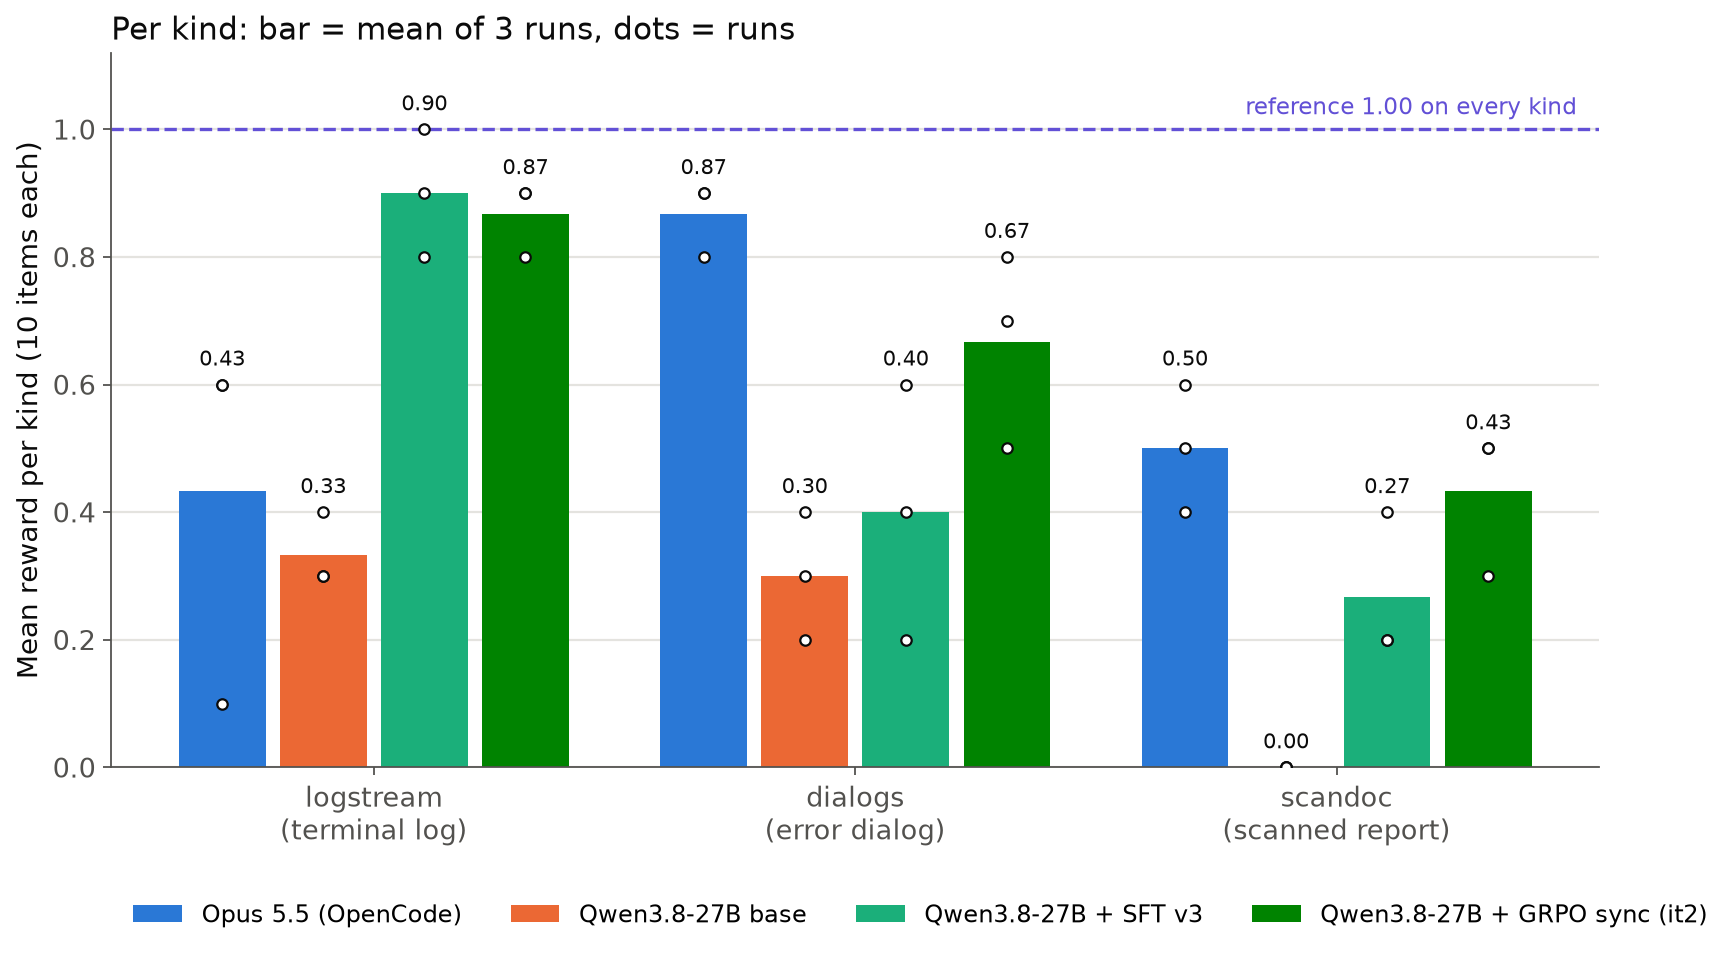 Per kind: bar = mean of 3 runs, dots = runs
Mean reward per kind (10 items each)
reference 1.00 on every kind
1.0
0.8
0.6
0.4
0.2
0.0
0.43
0.33
0.90
0.87
0.87
0.30
0.40
0.67
0.50
0.00
0.27
0.43
logstream
(terminal log)
dialogs
(error dialog)
scandoc
(scanned report)
Opus 5.5 (OpenCode)
Qwen3.8-27B base
Qwen3.8-27B + SFT v3
Qwen3.8-27B + GRPO sync (it2)